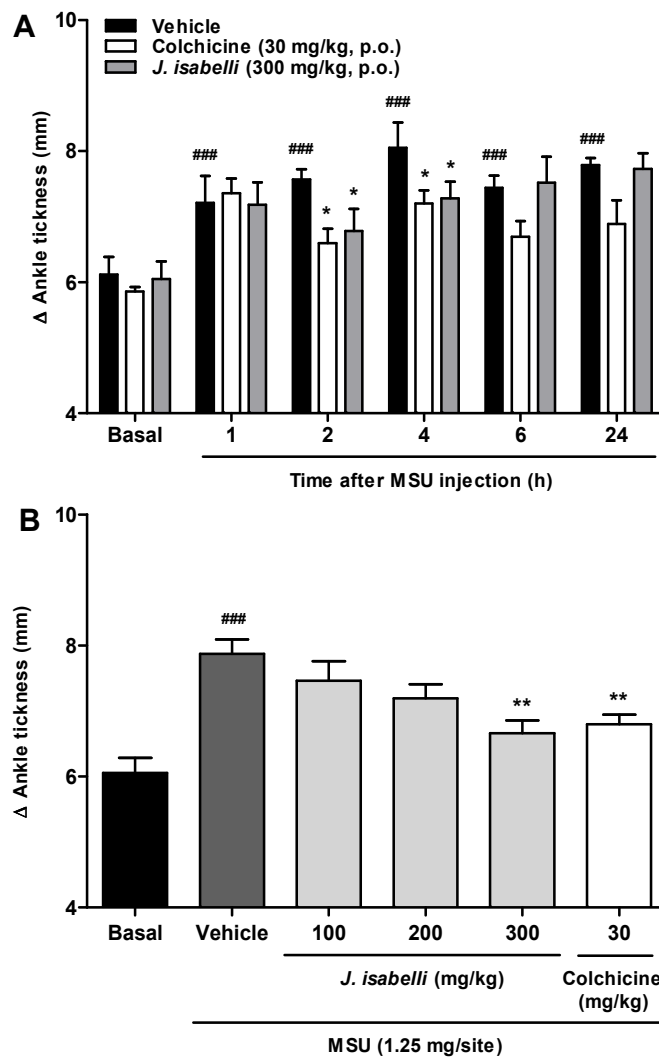 A
Vehicle
Colchicine (30 mg/kg, p.o.)
J. isabelli (300 mg/kg, p.o.)
Δ Ankle tickness (mm)
10
8
6
4
###
###
###
###
###
*
*
*
*
Basal
1
2
4
6
24
Time after MSU injection (h)
B
Δ Ankle tickness (mm)
10
8
6
4
###
**
**
Basal
Vehicle
100
200
300
30
J. isabelli (mg/kg)
Colchicine
(mg/kg)
MSU (1.25 mg/site)